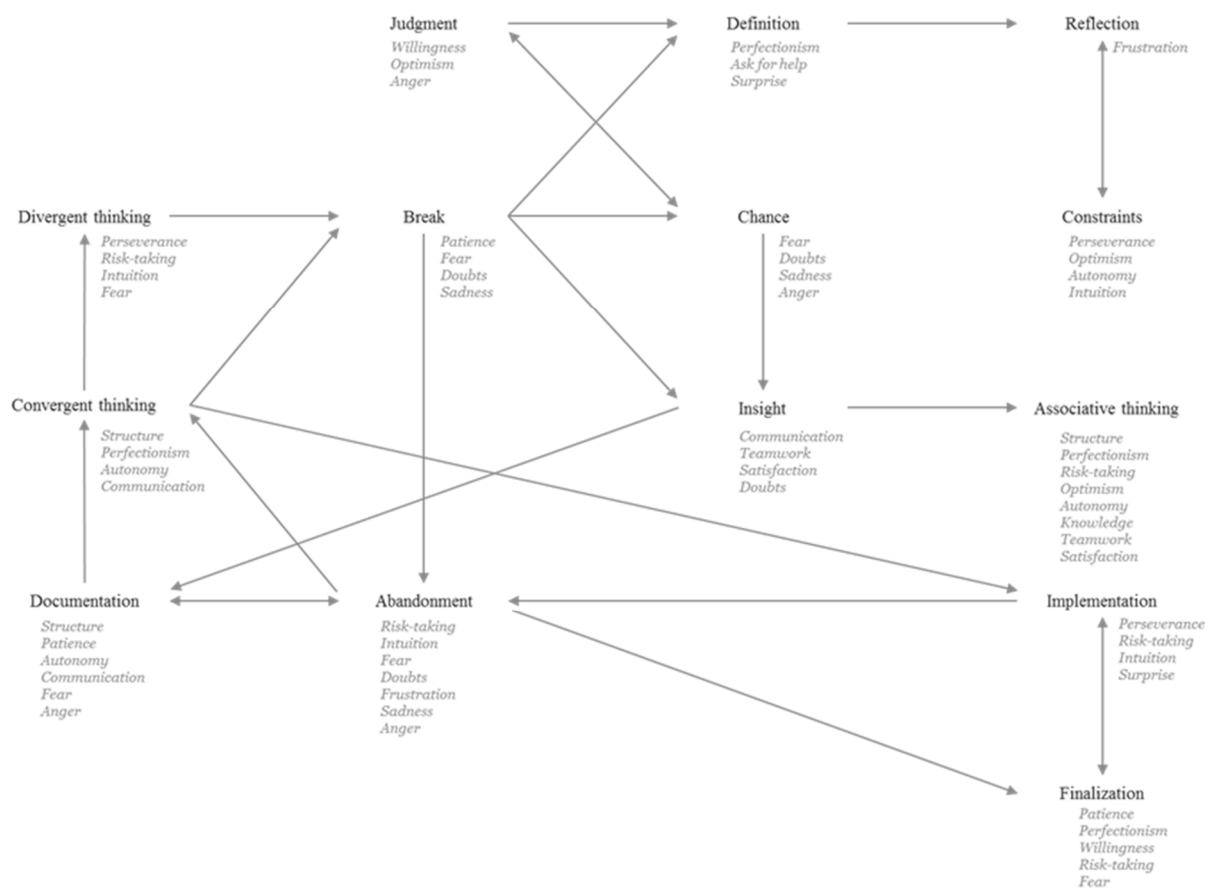 Judgment
Willingness
Optimism
Anger
Definition
Perfectionism
Ask for help
Surprise
Reflection
Frustration
Divergent thinking
Perseverance
Risk-taking
Intuition
Fear
Break
Patience
Fear
Doubts
Sadness
Chance
Fear
Doubts
Sadness
Anger
Constraints
Perseverance
Optimism
Autonomy
Intuition
Convergent thinking
Structure
Perfectionism
Autonomy
Communication
Insight
Communication
Teamwork
Satisfaction
Doubts
Associative thinking
Structure
Perfectionism
Risk-taking
Optimism
Autonomy
Knowledge
Teamwork
Satisfaction
Documentation
Structure
Patience
Autonomy
Communication
Fear
Anger
Abandonment
Risk-taking
Intuition
Fear
Doubts
Frustration
Sadness
Anger
Implementation
Perseverance
Risk-taking
Intuition
Surprise
Finalization
Patience
Perfectionism
Willingness
Risk-taking
Fear